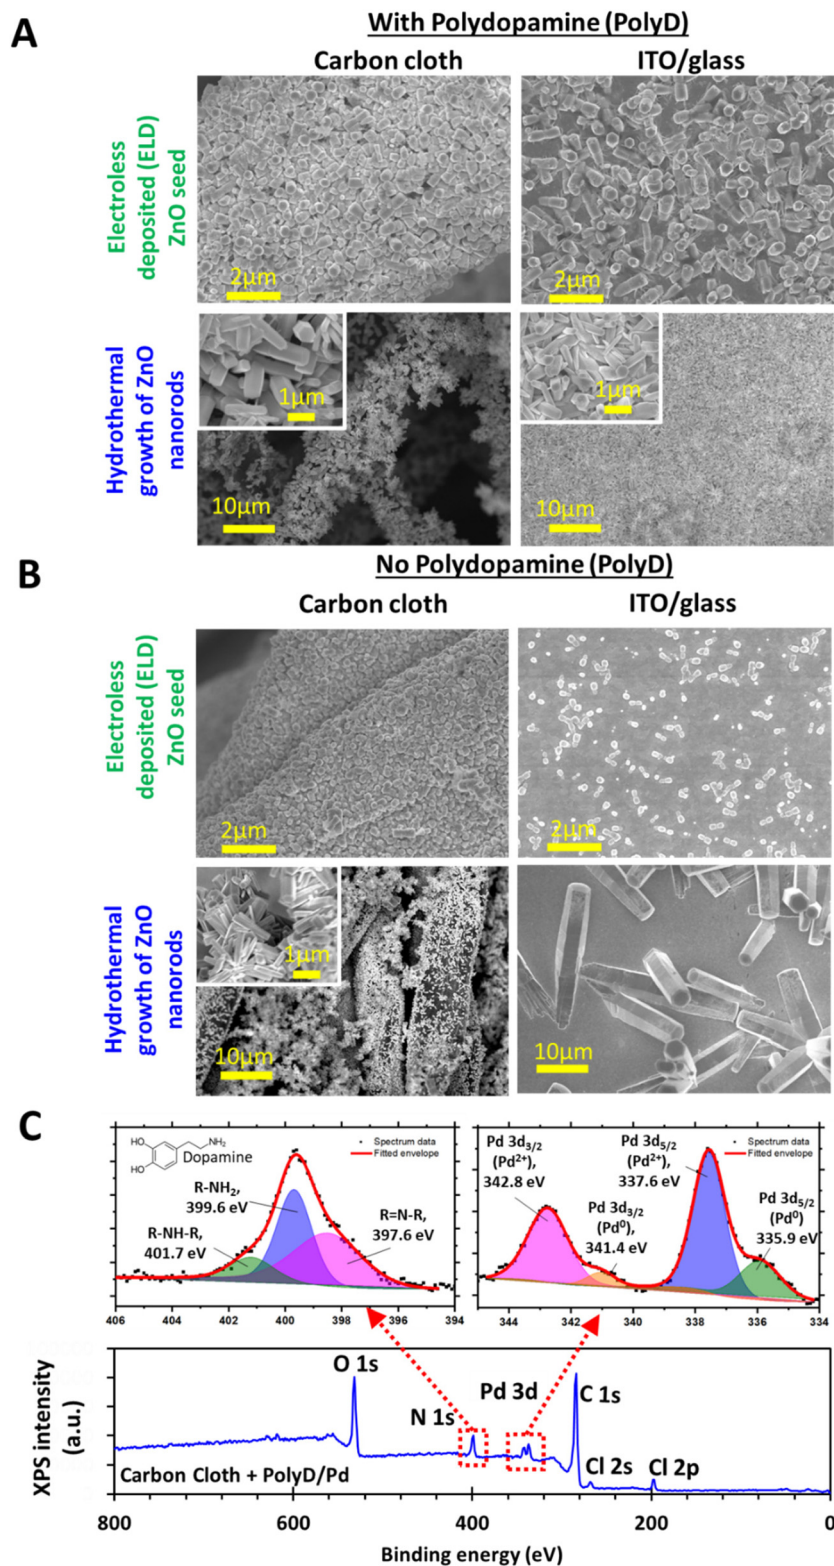 A
With Polydopamine (PolyD)
Carbon cloth
ITO/glass
Electroless
deposited (ELD)
ZnO seed
2μm
2μm
Hydrothermal
growth of ZnO
nanorods
1μm
10μm
1μm
10μm
B
No Polydopamine (PolyD)
Carbon cloth
ITO/glass
Electroless
deposited (ELD)
ZnO seed
2μm
2μm
Hydrothermal
growth of ZnO
nanorods
1μm
10μm
10μm
C
HO
HO
NH2
Dopamine
Spectrum data
Fitted envelope
R-NH2,
399.6 eV
R-NH-R,
401.7 eV
R=N-R,
397.6 eV
406 404 402 400 398 396 394
Pd 3d3/2
(Pd2+),
342.8 eV
Pd 3d3/2
(Pd0)
341.4 eV
Pd 3d5/2
(Pd2+),
337.6 eV
Spectrum data
Fitted envelope
Pd 3d5/2
(Pd0)
335.9 eV
344 342 340 338 336 334
XPS intensity
(a.u.)
O 1s
N 1s
Pd 3d
C 1s
Cl 2s
Cl 2p
Carbon Cloth + PolyD/Pd
800 600 400 200 0
Binding energy (eV)